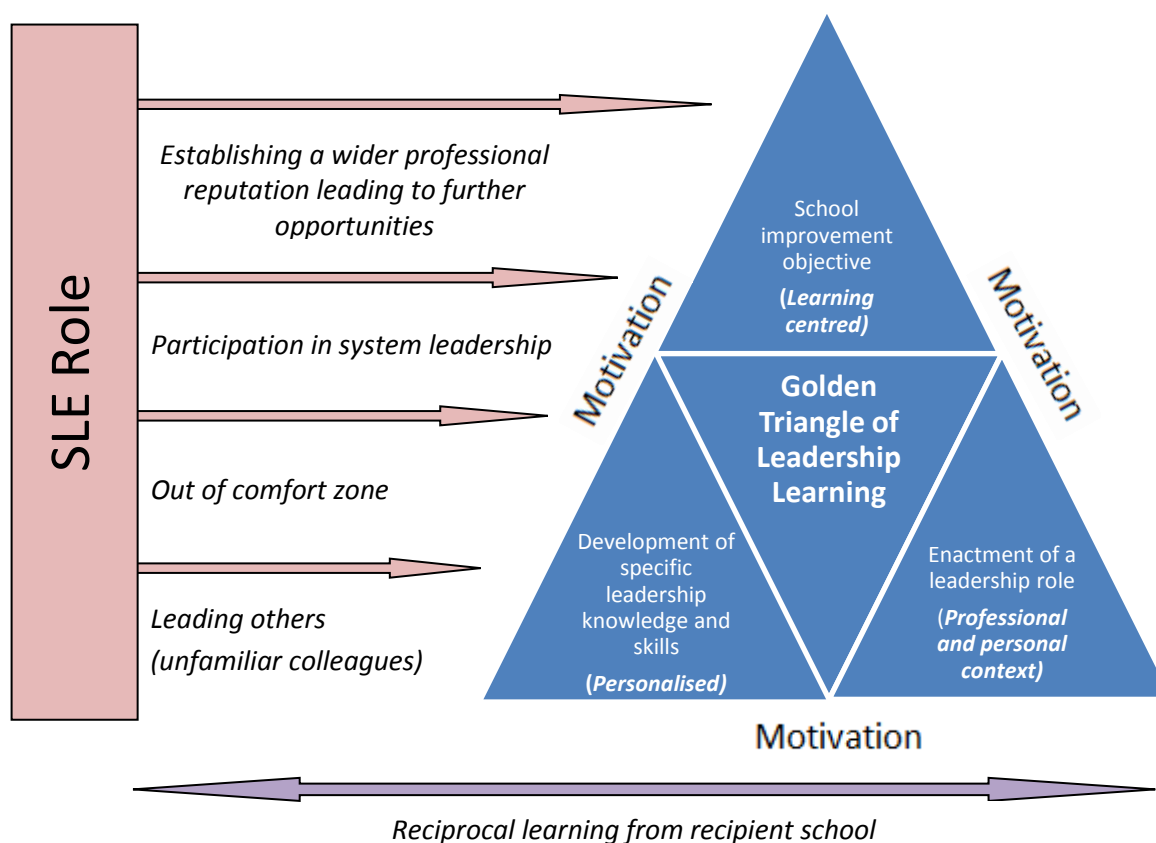 SLE Role
Establishing a wider professional
reputation leading to further
opportunities
Participation in system leadership
Out of comfort zone
Leading others
(unfamiliar colleagues)
Motivation
Motivation
School
improvement
objective
(Learning
centred)
Golden
Triangle of
Leadership
Learning
Development of
specific
leadership
knowledge and
skills
(Personalised)
Enactment of a
leadership role
(Professional
and personal
context)
Motivation
Reciprocal learning from recipient school